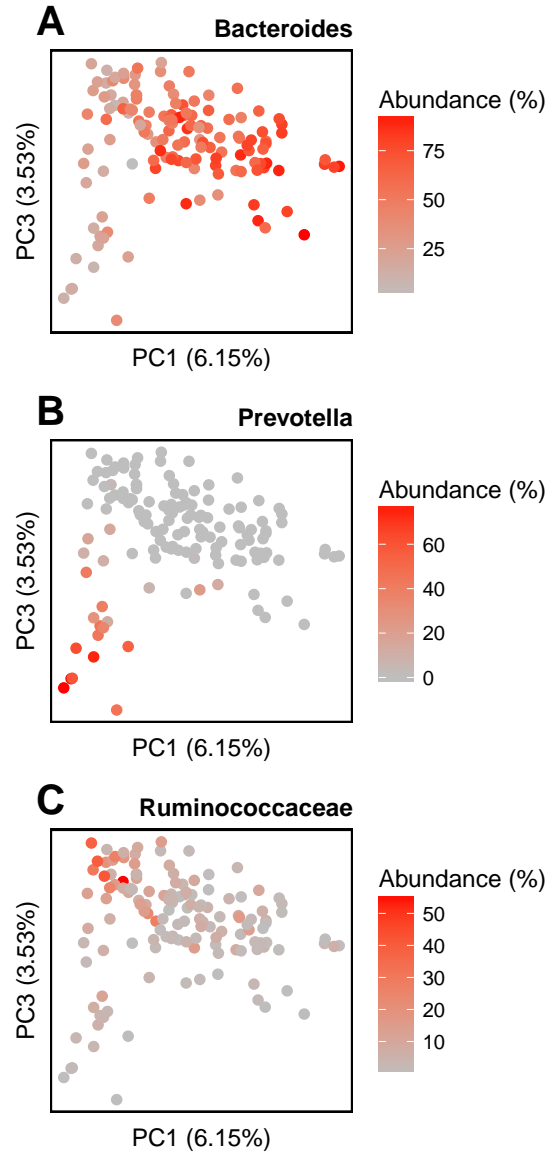 A
Bacteroides
PC3 (3.53%)
PC1 (6.15%)
Abundance (%)
75
50
25
B
Prevotella
PC3 (3.53%)
PC1 (6.15%)
Abundance (%)
60
40
20
0
C
Ruminococcaceae
PC3 (3.53%)
PC1 (6.15%)
Abundance (%)
50
40
30
20
10